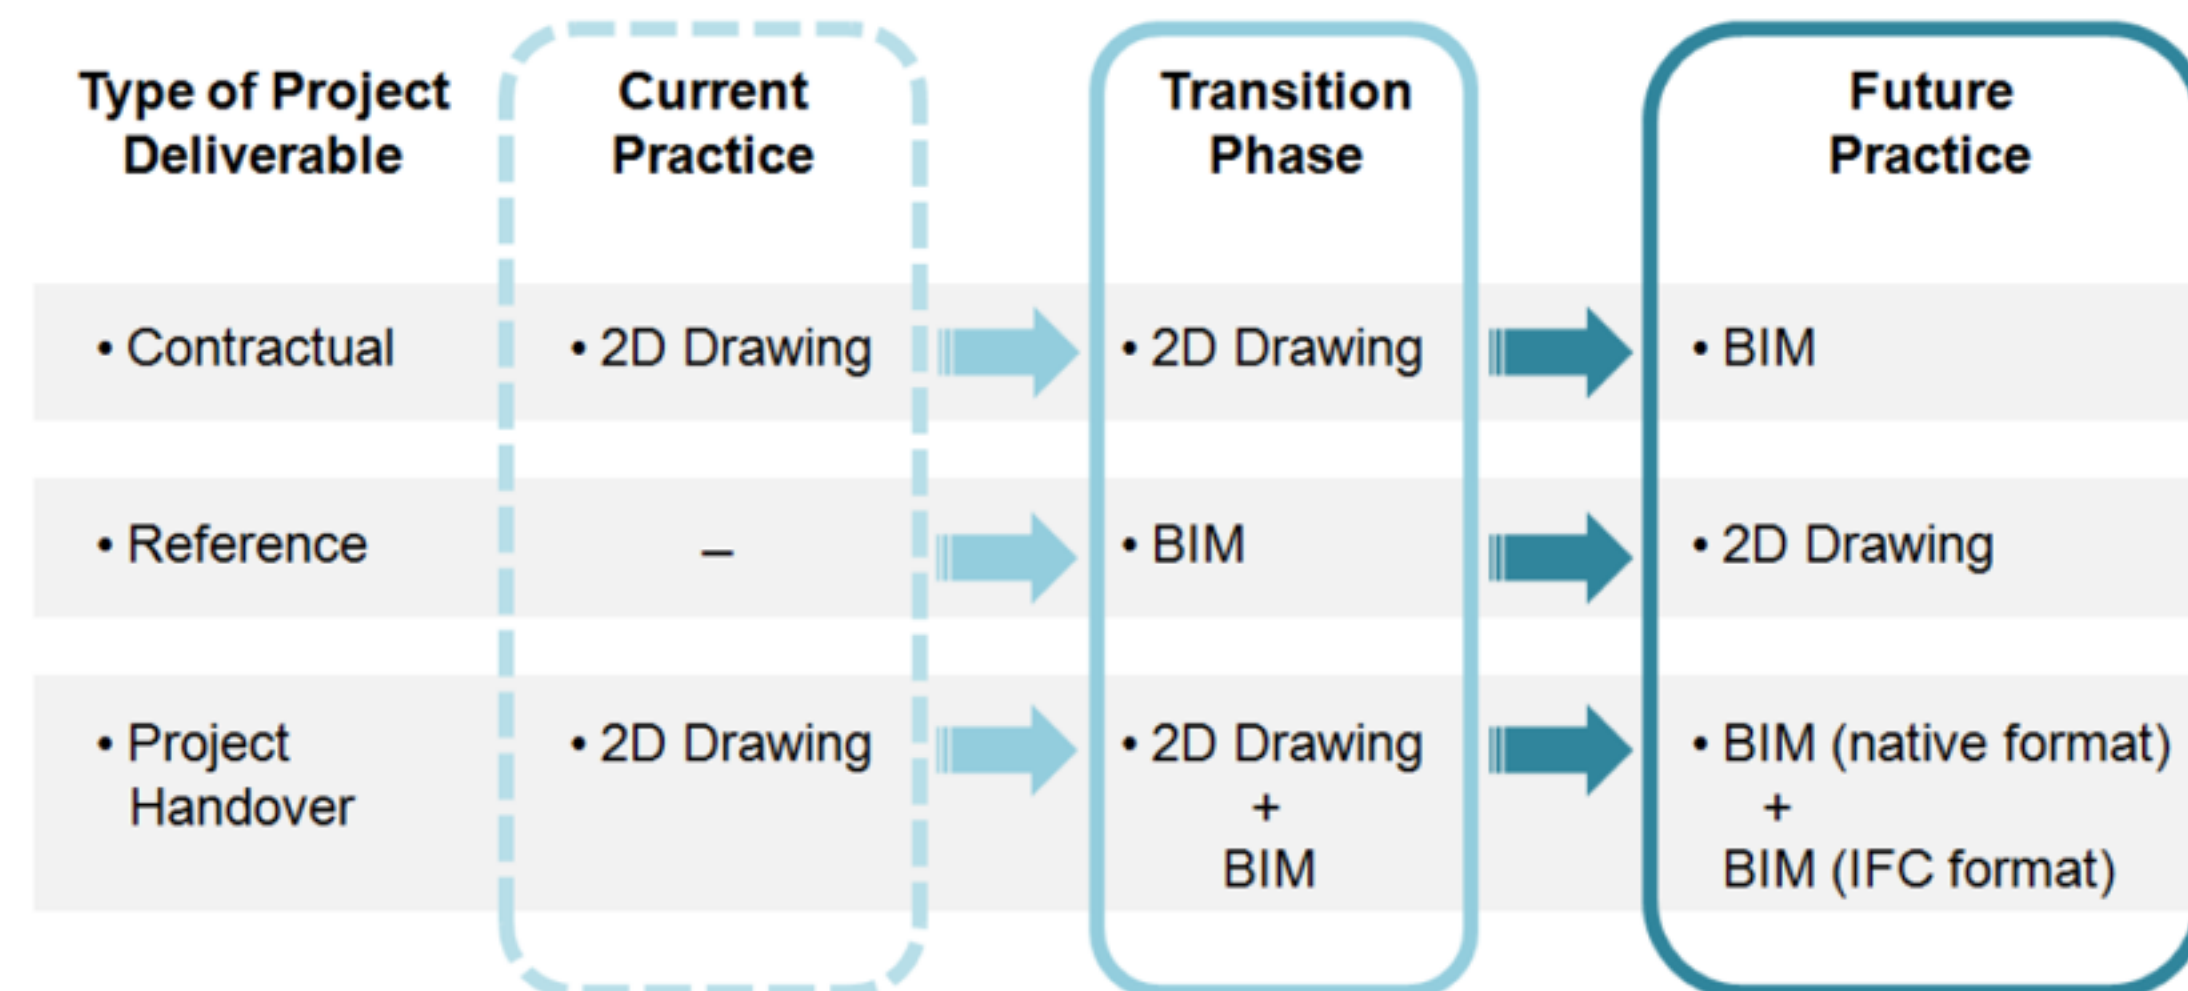 Type of Project
Deliverable
Current
Practice
Transition
Phase
Future
Practice
• Contractual
• 2D Drawing
• 2D Drawing
• BIM
• Reference
–
• BIM
• 2D Drawing
• Project
Handover
• 2D Drawing
• 2D Drawing
+
BIM
• BIM (native format)
+
BIM (IFC format)